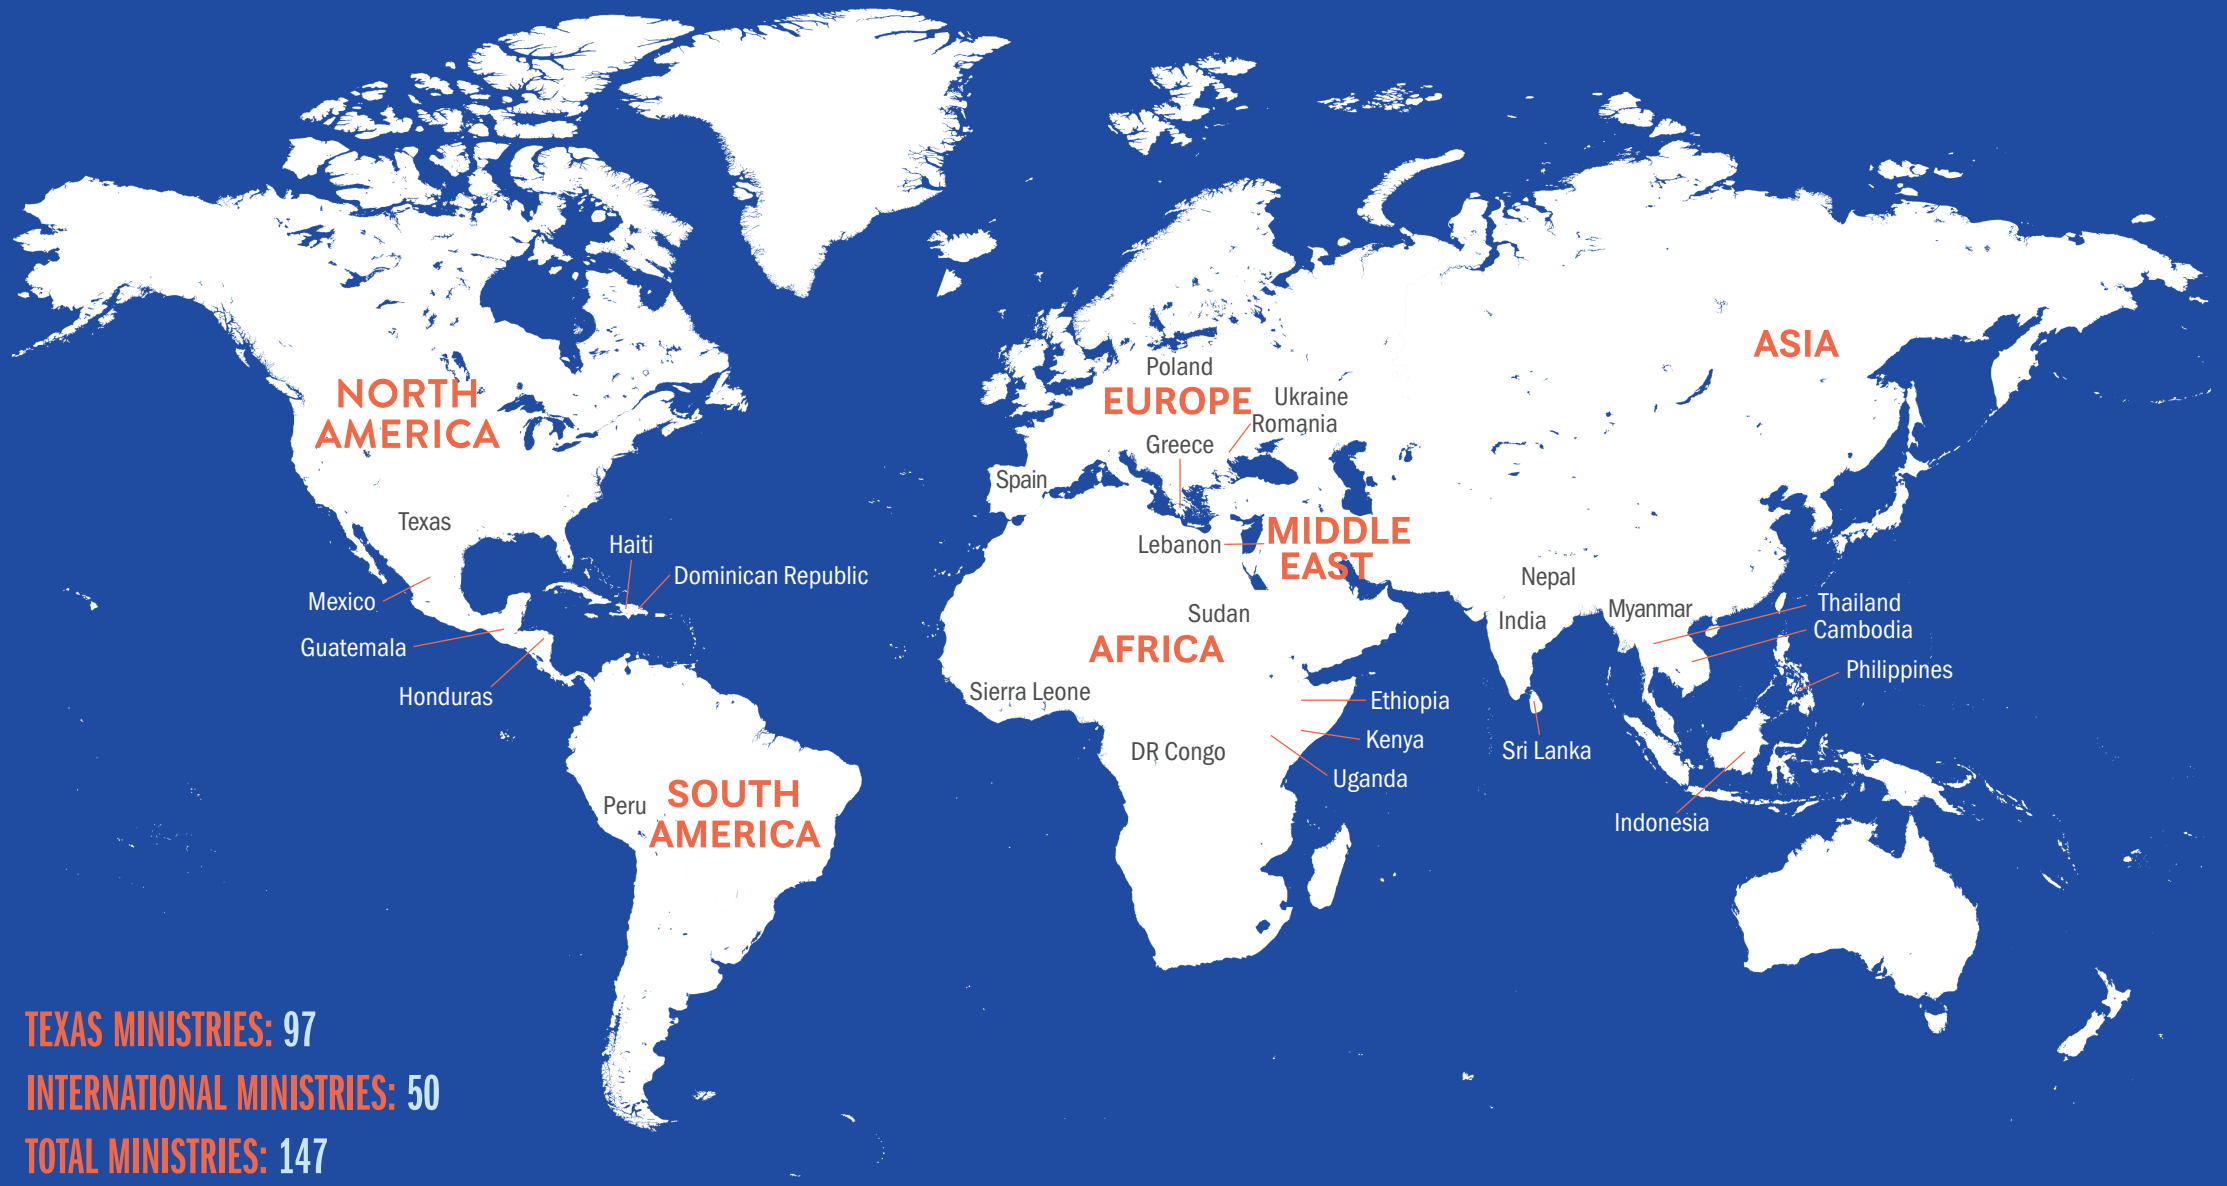 NORTH
AMERICA
Texas
Mexico
Guatemala
Honduras
Haiti
Dominican Republic
SOUTH
AMERICA
Peru
EUROPE
Poland
Ukraine
Romania
Greece
Spain
MIDDLE
EAST
Lebanon
AFRICA
Sudan
Sierra Leone
DR Congo
Ethiopia
Kenya
Uganda
ASIA
Nepal
India
Myanmar
Thailand
Cambodia
Philippines
Sri Lanka
Indonesia
TEXAS MINISTRIES: 97
INTERNATIONAL MINISTRIES: 50
TOTAL MINISTRIES: 147